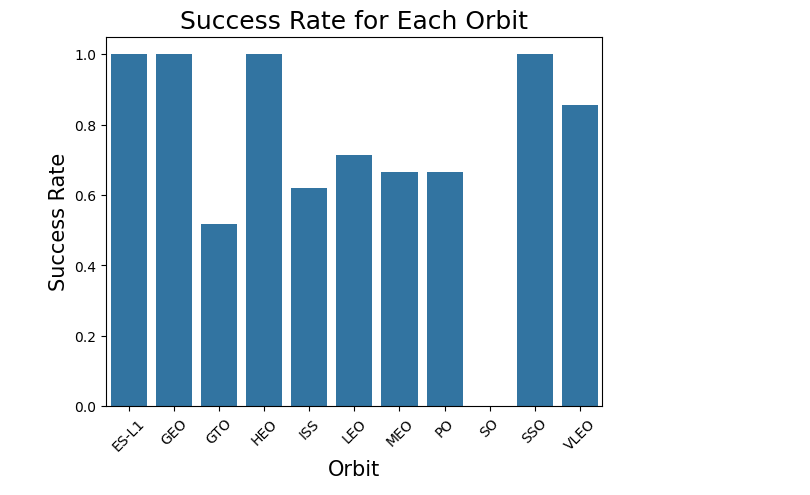 Success Rate for Each Orbit
Success Rate
1.0
0.8
0.6
0.4
0.2
0.0
ES-L1
GEO
GTO
HEO
ISS
LEO
MEO
PO
SO
SSO
VLEO
Orbit